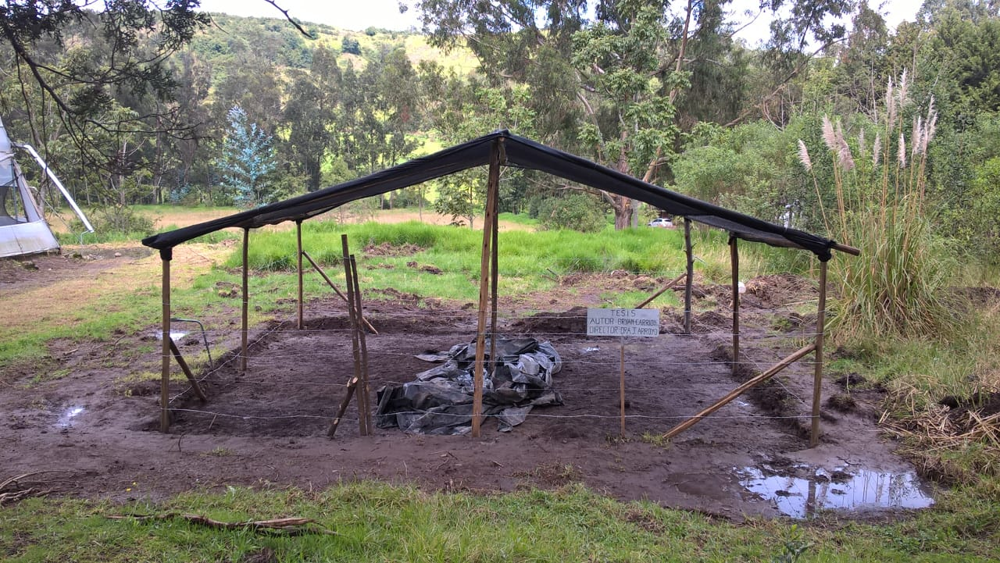 TESIS
AUTOR BRYAN CARRION
DIRECTOR DRA J. ARROYO